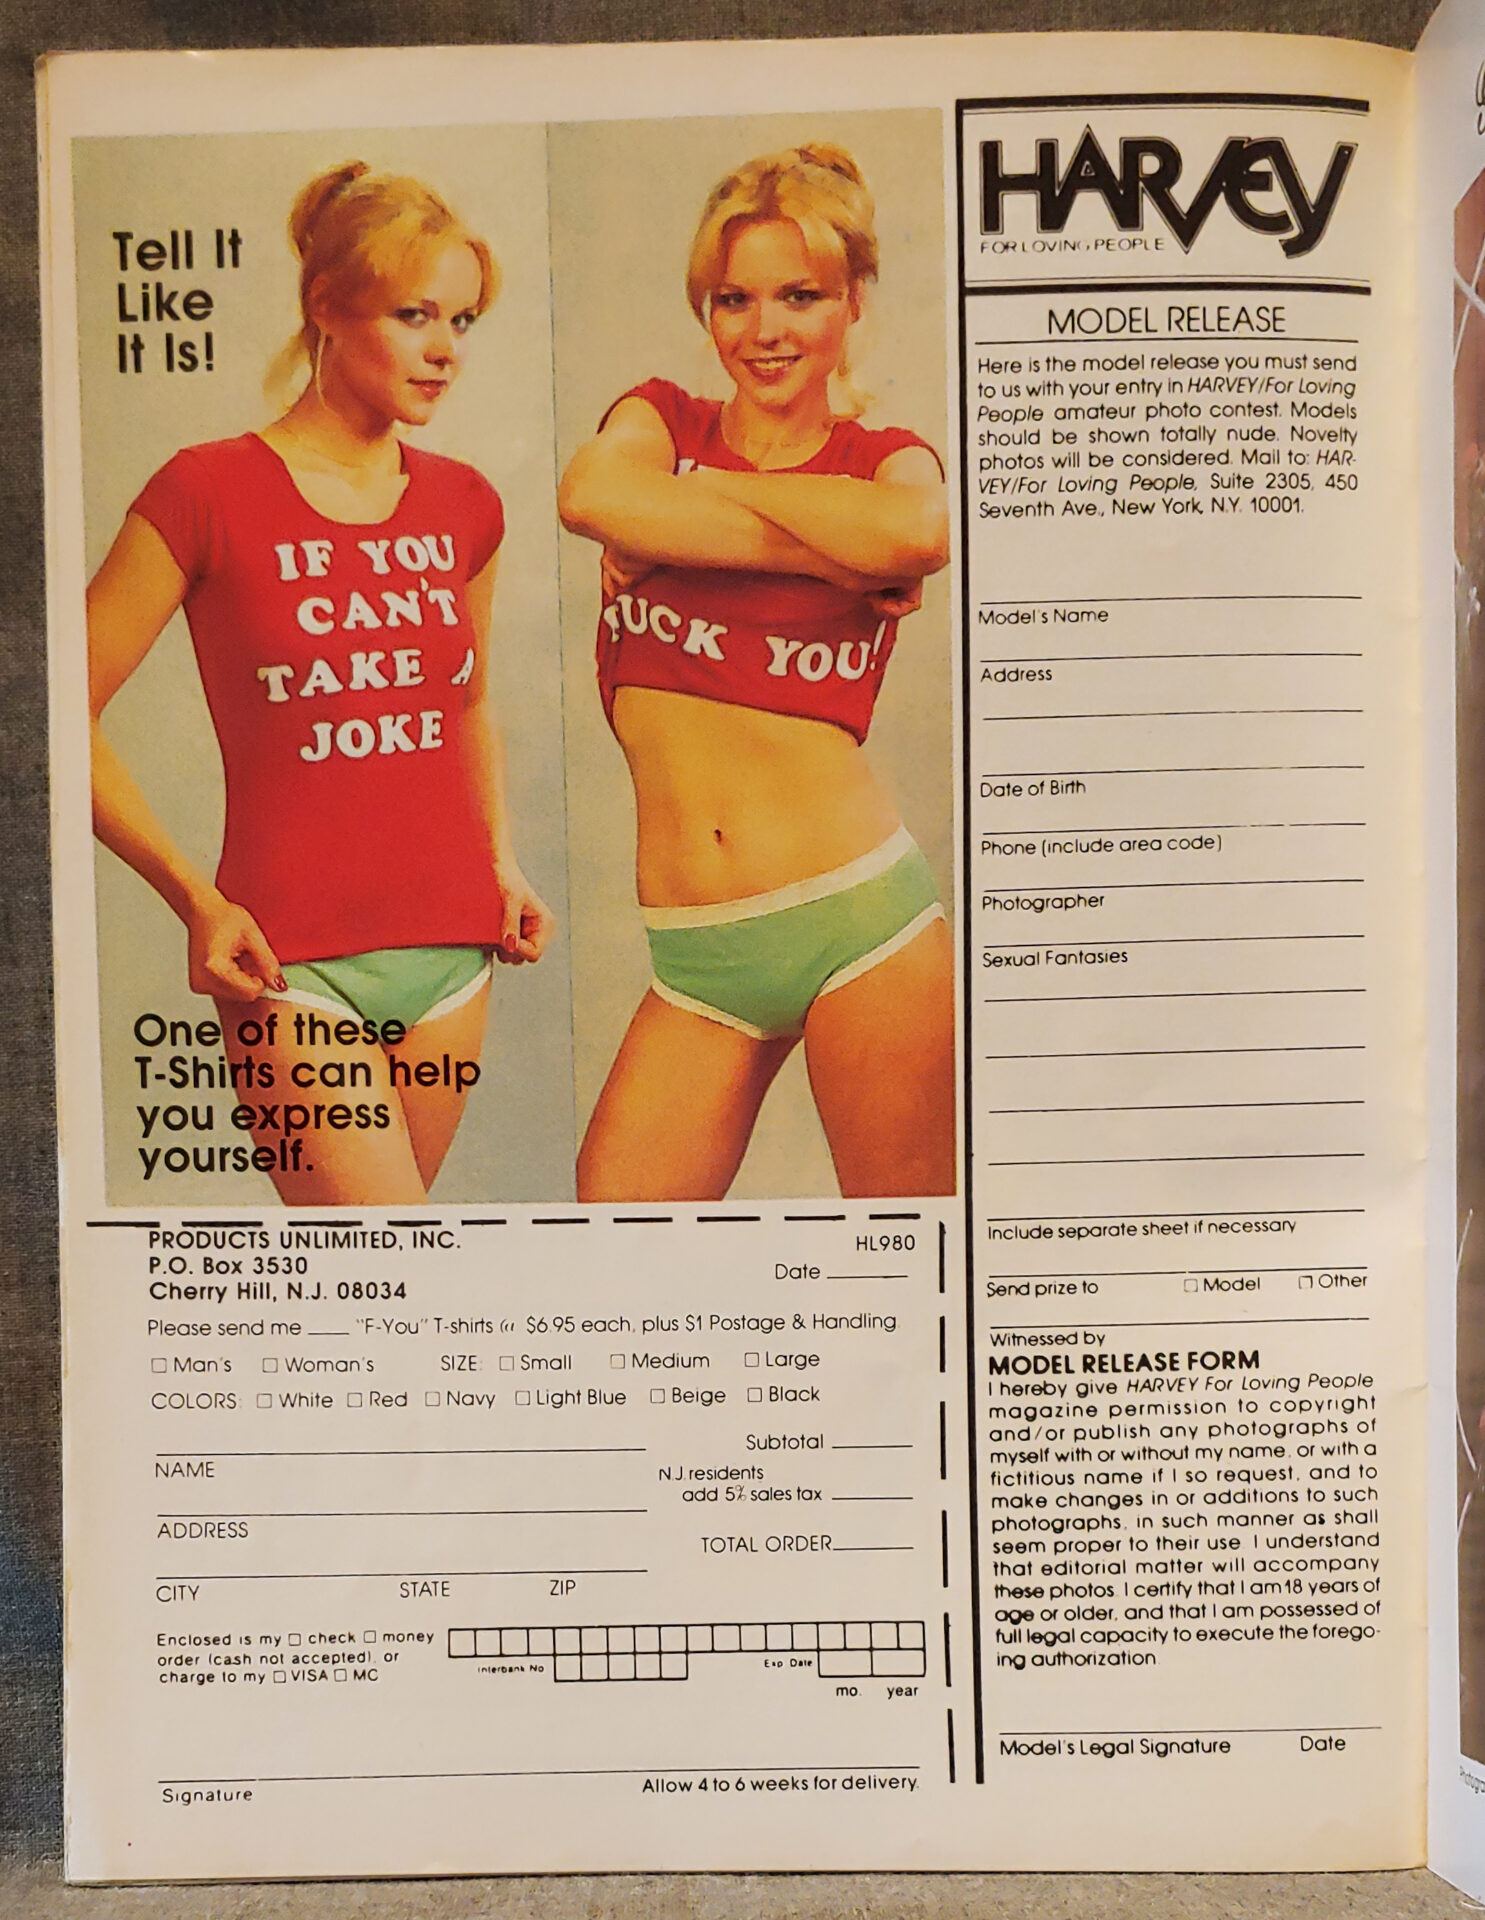 Tell It
Like
It Is!
IF YOU
CAN'T
TAKE A
JOKE
FUCK YOU!
One of these
T-Shirts can help
you express
yourself.
PRODUCTS UNLIMITED, INC.
P.O. Box 3530
Cherry Hill, N.J. 08034
HL980
Date
Please send me "F-You" T-shirts @ $6.95 each, plus $1 Postage & Handling.
Man's Woman's SIZE: Small Medium Large
COLORS: White Red Navy Light Blue Beige Black
Subtotal
NAME
N.J. residents
add 5% sales tax
ADDRESS
TOTAL ORDER
CITY STATE ZIP
Enclosed is my check money
order (cash not accepted), or
charge to my VISA MC
Interbank No
Exp Date
mo. year
Signature
Allow 4 to 6 weeks for delivery.
HARVEY
FOR LOVING PEOPLE
MODEL RELEASE
Here is the model release you must send
to us with your entry in HARVEY/For Loving
People amateur photo contest. Models
should be shown totally nude. Novelty
photos will be considered. Mail to: HAR-
VEY/For Loving People, Suite 2305, 450
Seventh Ave., New York, N.Y. 10001.
Model's Name
Address
Date of Birth
Phone (include area code)
Photographer
Sexual Fantasies
Include separate sheet if necessary
Send prize to Model Other
Witnessed by
MODEL RELEASE FORM
I hereby give HARVEY For Loving People
magazine permission to copyright
and/or publish any photographs of
myself with or without my name, or with a
fictitious name if I so request, and to
make changes in or additions to such
photographs, in such manner as shall
seem proper to their use. I understand
that editorial matter will accompany
these photos. I certify that I am 18 years of
age or older, and that I am possessed of
full legal capacity to execute the forego-
ing authorization.
Model's Legal Signature Date